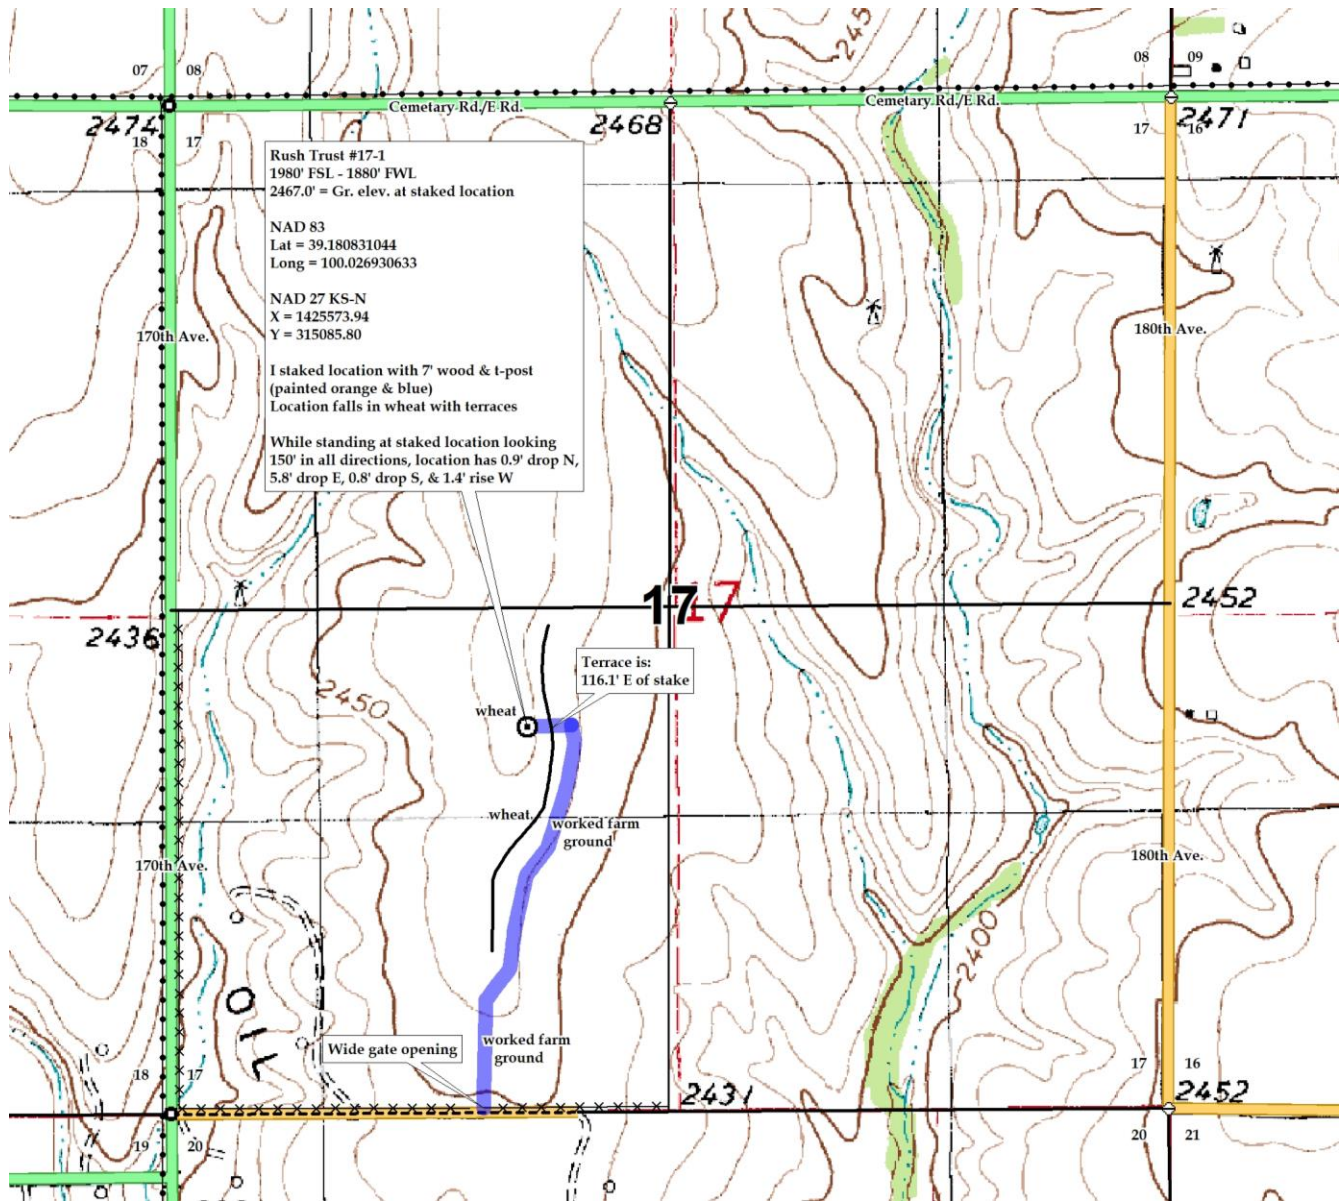 07 08
08 09
Cemetary Rd./E Rd.
Cemetary Rd./E Rd.
2474
2468
2471
18 17
17 16
Rush Trust #17-1
1980' FSL - 1880' FWL
2467.0' = Gr. elev. at staked location
NAD 83
Lat = 39.180831044
Long = 100.026930633
NAD 27 KS-N
X = 1425573.94
Y = 315085.80
I staked location with 7' wood & t-post
(painted orange & blue)
Location falls in wheat with terraces
While standing at staked location looking
150' in all directions, location has 0.9' drop N,
5.8' drop E, 0.8' drop S, & 1.4' rise W
170th Ave.
180th Ave.
17
17
2452
2436
Terrace is:
116.1' E of stake
2450
wheat
wheat
worked farm
ground
170th Ave.
180th Ave.
2400
OIL
worked farm
ground
Wide gate opening
18 17
17 16
2431
2452
19 20
20 21